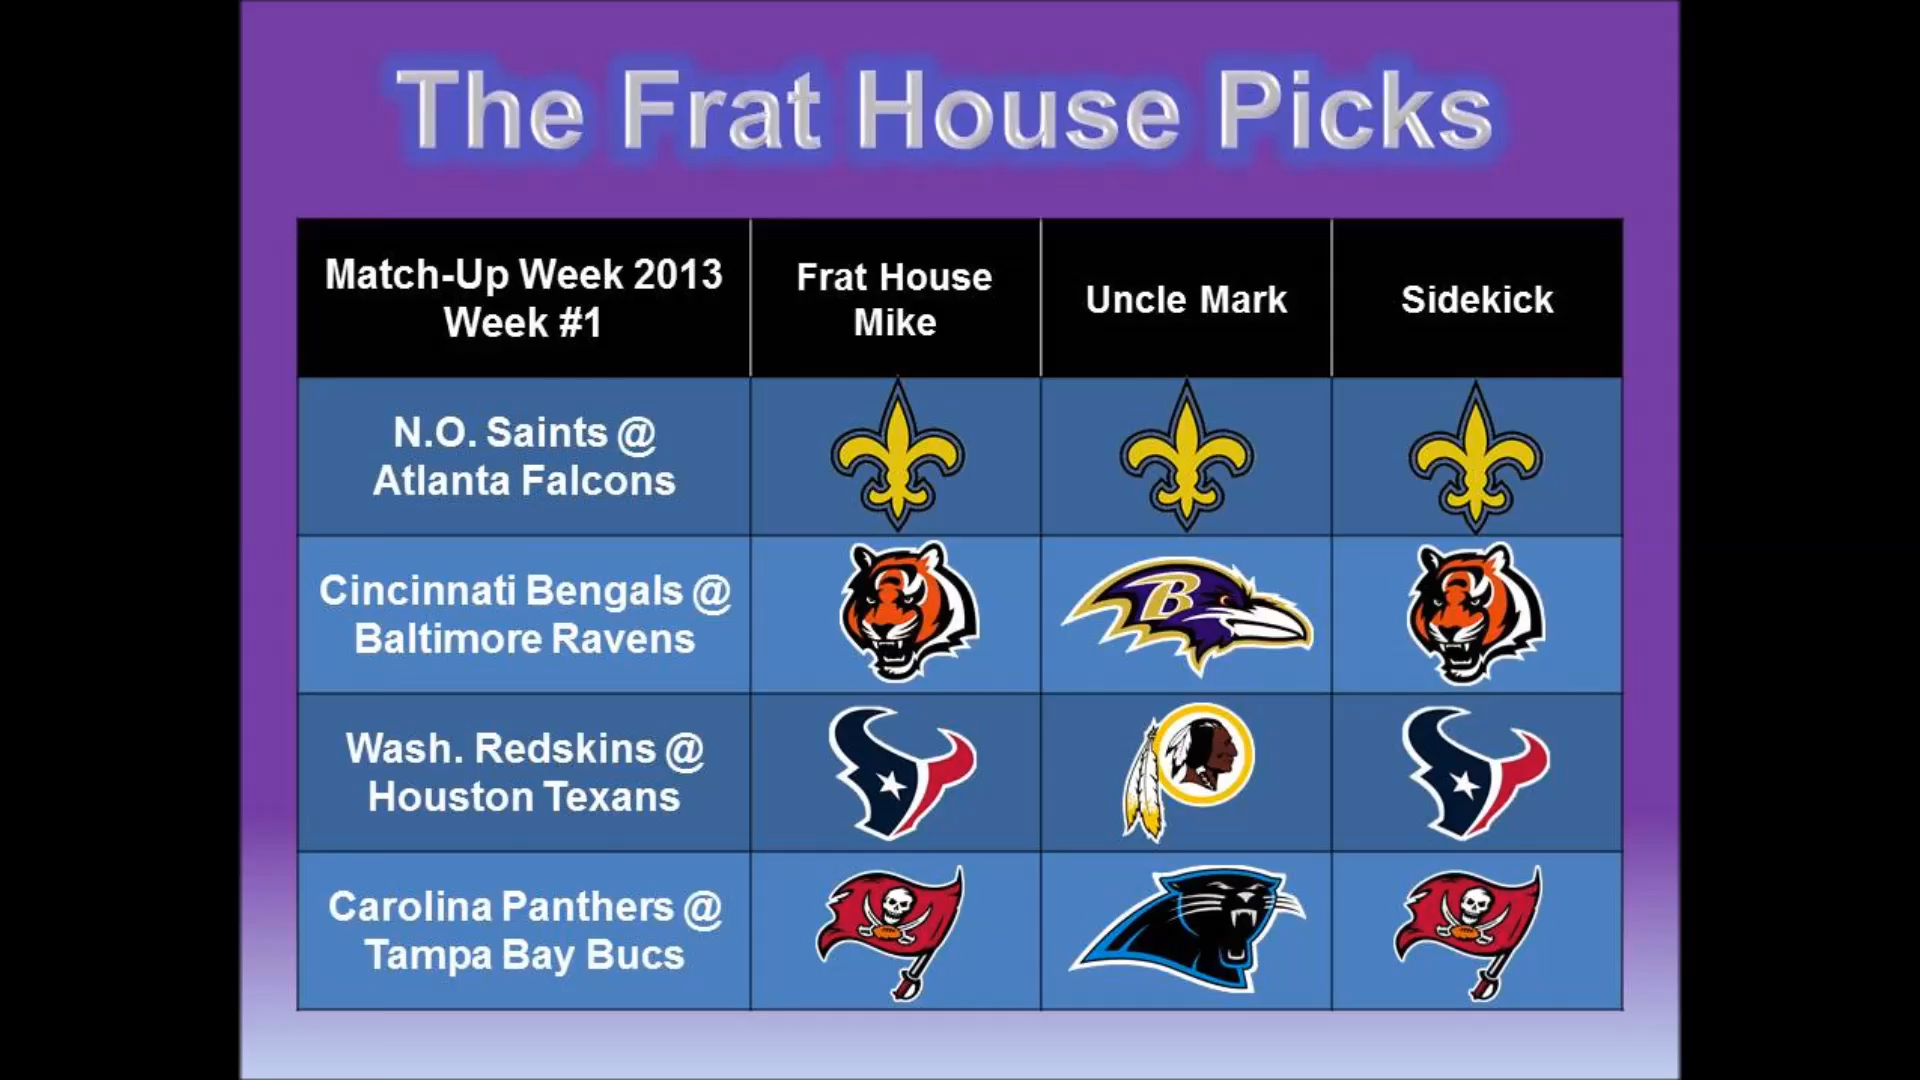 The Frat House Picks
Match-Up Week 2013
Week #1
Frat House
Mike
Uncle Mark
Sidekick
N.O. Saints @
Atlanta Falcons
Cincinnati Bengals @
Baltimore Ravens
B
Wash. Redskins @
Houston Texans
Carolina Panthers @
Tampa Bay Bucs